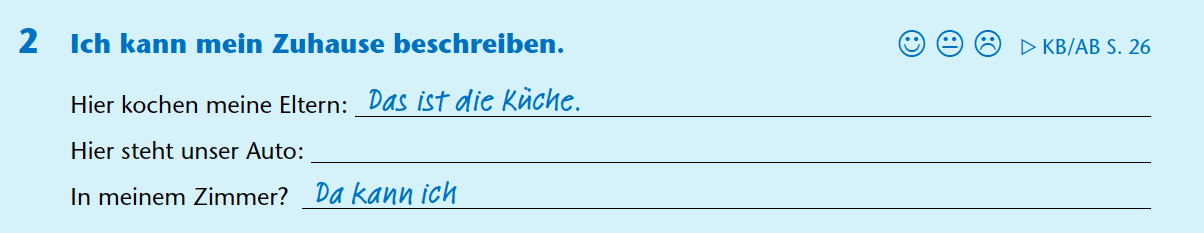 2 Ich kann mein Zuhause beschreiben. ▷ KB/AB S. 26
Hier kochen meine Eltern: Das ist die Küche.
Hier steht unser Auto:
In meinem Zimmer? Da kann ich